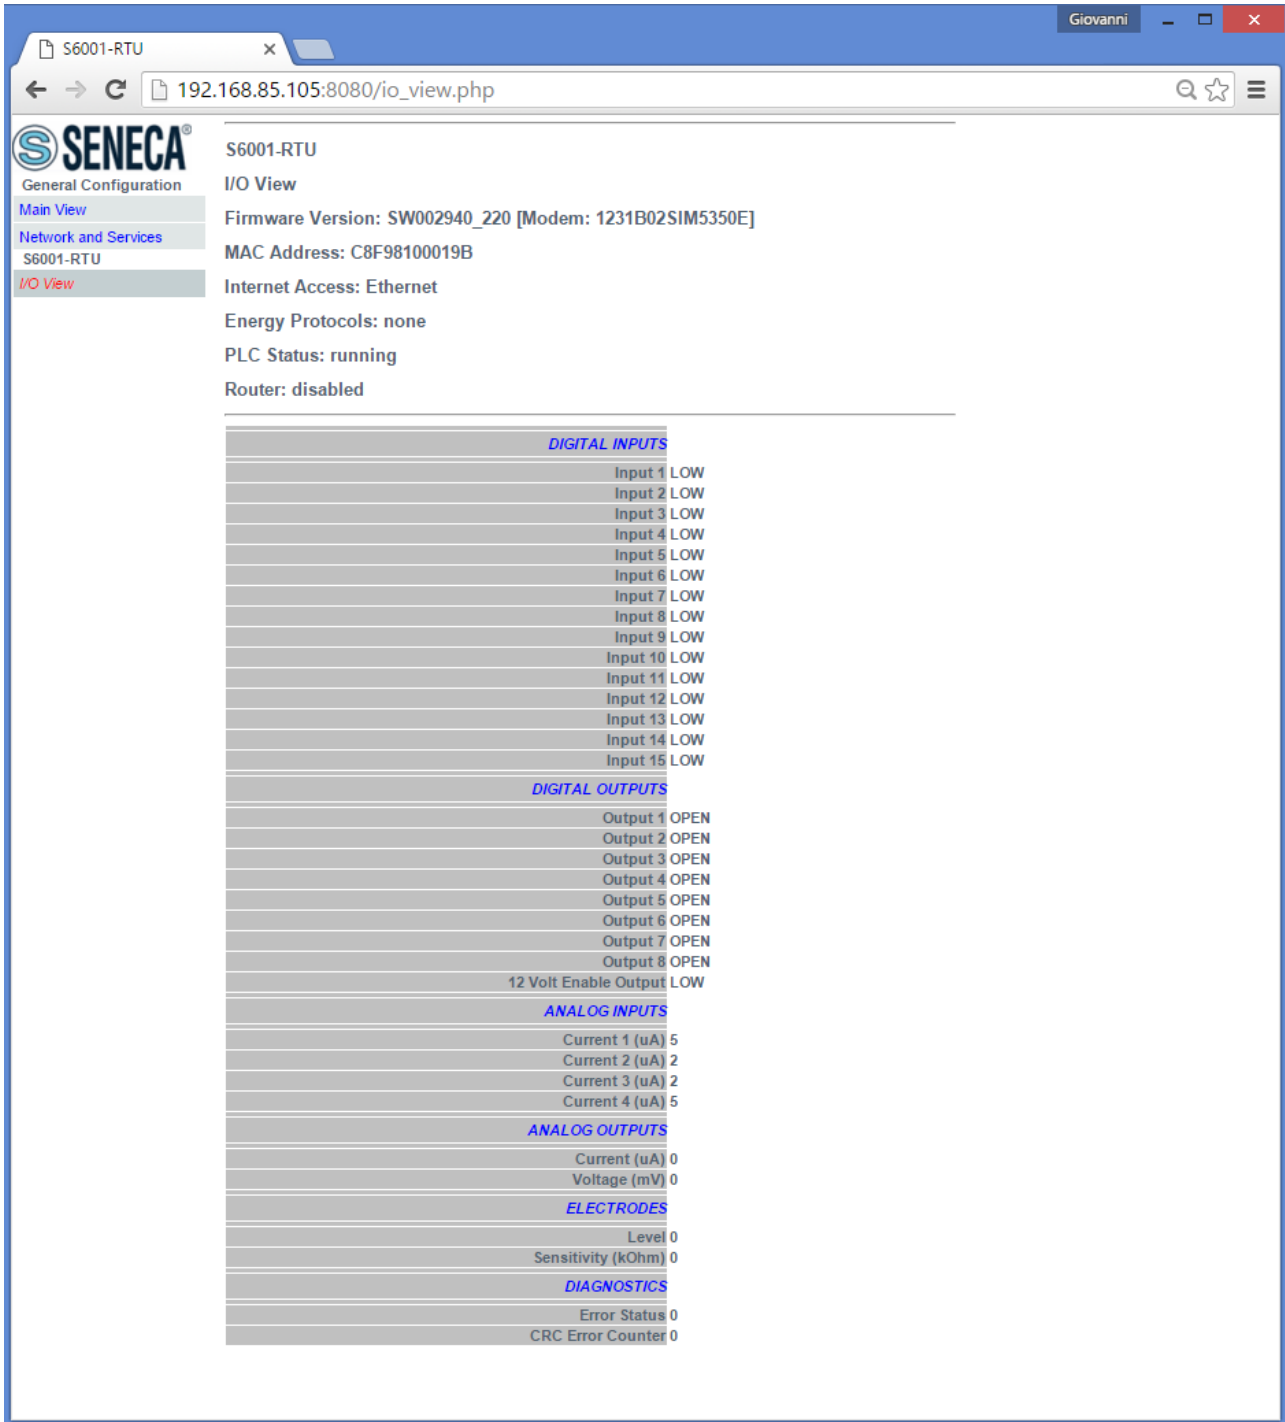 Giovanni
S6001-RTU
192.168.85.105:8080/io_view.php
S SENECA®
General Configuration
Main View
Network and Services
S6001-RTU
I/O View
S6001-RTU
I/O View
Firmware Version: SW002940_220 [Modem: 1231B02SIM5350E]
MAC Address: C8F98100019B
Internet Access: Ethernet
Energy Protocols: none
PLC Status: running
Router: disabled
DIGITAL INPUTS
Input 1 LOW
Input 2 LOW
Input 3 LOW
Input 4 LOW
Input 5 LOW
Input 6 LOW
Input 7 LOW
Input 8 LOW
Input 9 LOW
Input 10 LOW
Input 11 LOW
Input 12 LOW
Input 13 LOW
Input 14 LOW
Input 15 LOW
DIGITAL OUTPUTS
Output 1 OPEN
Output 2 OPEN
Output 3 OPEN
Output 4 OPEN
Output 5 OPEN
Output 6 OPEN
Output 7 OPEN
Output 8 OPEN
12 Volt Enable Output LOW
ANALOG INPUTS
Current 1 (uA) 5
Current 2 (uA) 2
Current 3 (uA) 2
Current 4 (uA) 5
ANALOG OUTPUTS
Current (uA) 0
Voltage (mV) 0
ELECTRODES
Level 0
Sensitivity (kOhm) 0
DIAGNOSTICS
Error Status 0
CRC Error Counter 0